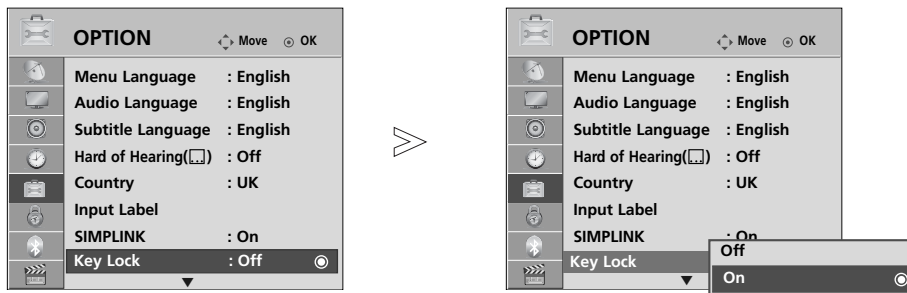 OPTION Move OK
Menu Language : English
Audio Language : English
Subtitle Language : English
Hard of Hearing( ) : Off
Country : UK
Input Label
SIMPLINK : On
Key Lock : Off
OPTION Move OK
Menu Language : English
Audio Language : English
Subtitle Language : English
Hard of Hearing( ) : Off
Country : UK
Input Label
SIMPLINK : On
Key Lock
Off
On